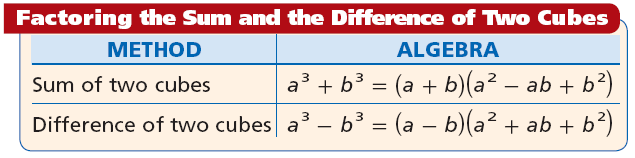 Factoring the Sum and the Difference of Two Cubes
METHOD ALGEBRA
Sum of two cubes a³ + b³ = (a + b)(a² – ab + b²)
Difference of two cubes a³ – b³ = (a – b)(a² + ab + b²)